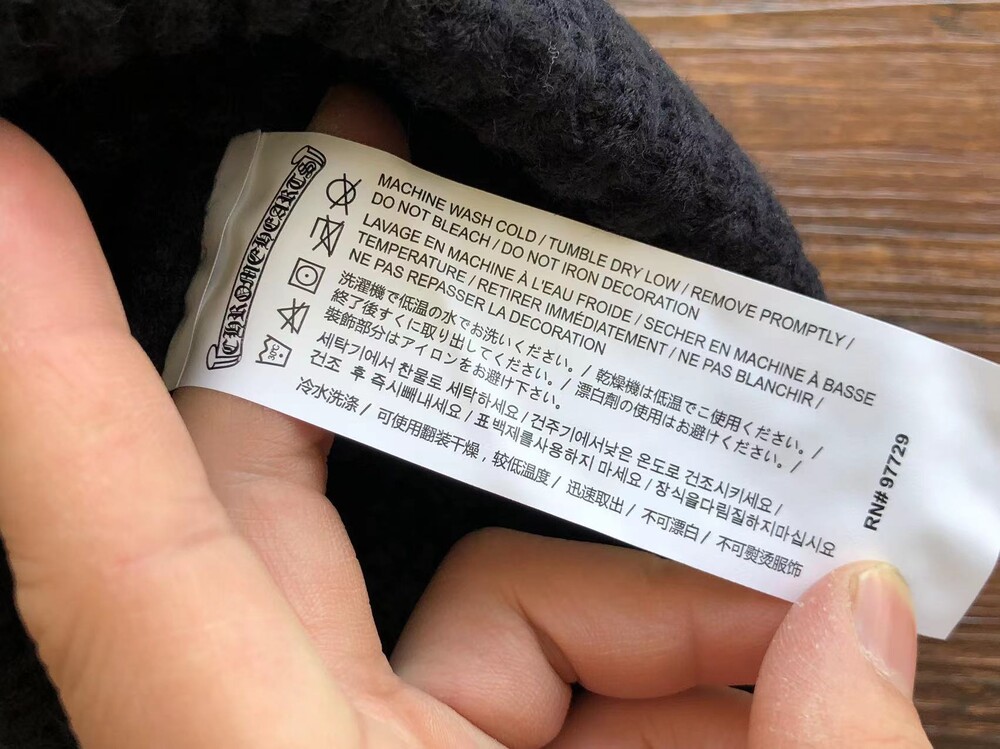 CHROME HEARTS
MACHINE WASH COLD / TUMBLE DRY LOW / REMOVE PROMPTLY /
DO NOT BLEACH / DO NOT IRON DECORATION
LAVAGE EN MACHINE À L'EAU FROIDE / SECHER EN MACHINE À BASSE
TEMPERATURE / RETIRER IMMÉDIATEMENT / NE PAS BLANCHIR /
NE PAS REPASSER LA DECORATION
洗濯機で低温の水でお洗いください。 / 乾燥機は低温でご使用ください。 /
終了後すぐに取り出してください。 / 漂白劑の使用はお避けください。 /
裝飾部分はアイロンをお避け下さい。
세탁기에서 찬물로 세탁하세요 / 건주기에서낮은 온도로 건조시키세요 /
건조 후 즉시빼내세요 / 표백제를사용하지 마세요 / 장식을다림질하지마십시요
冷水洗涤 / 可使用翻装干燥，较低温度 / 迅速取出 / 不可漂白 / 不可熨烫服饰
30C
RN# 97729